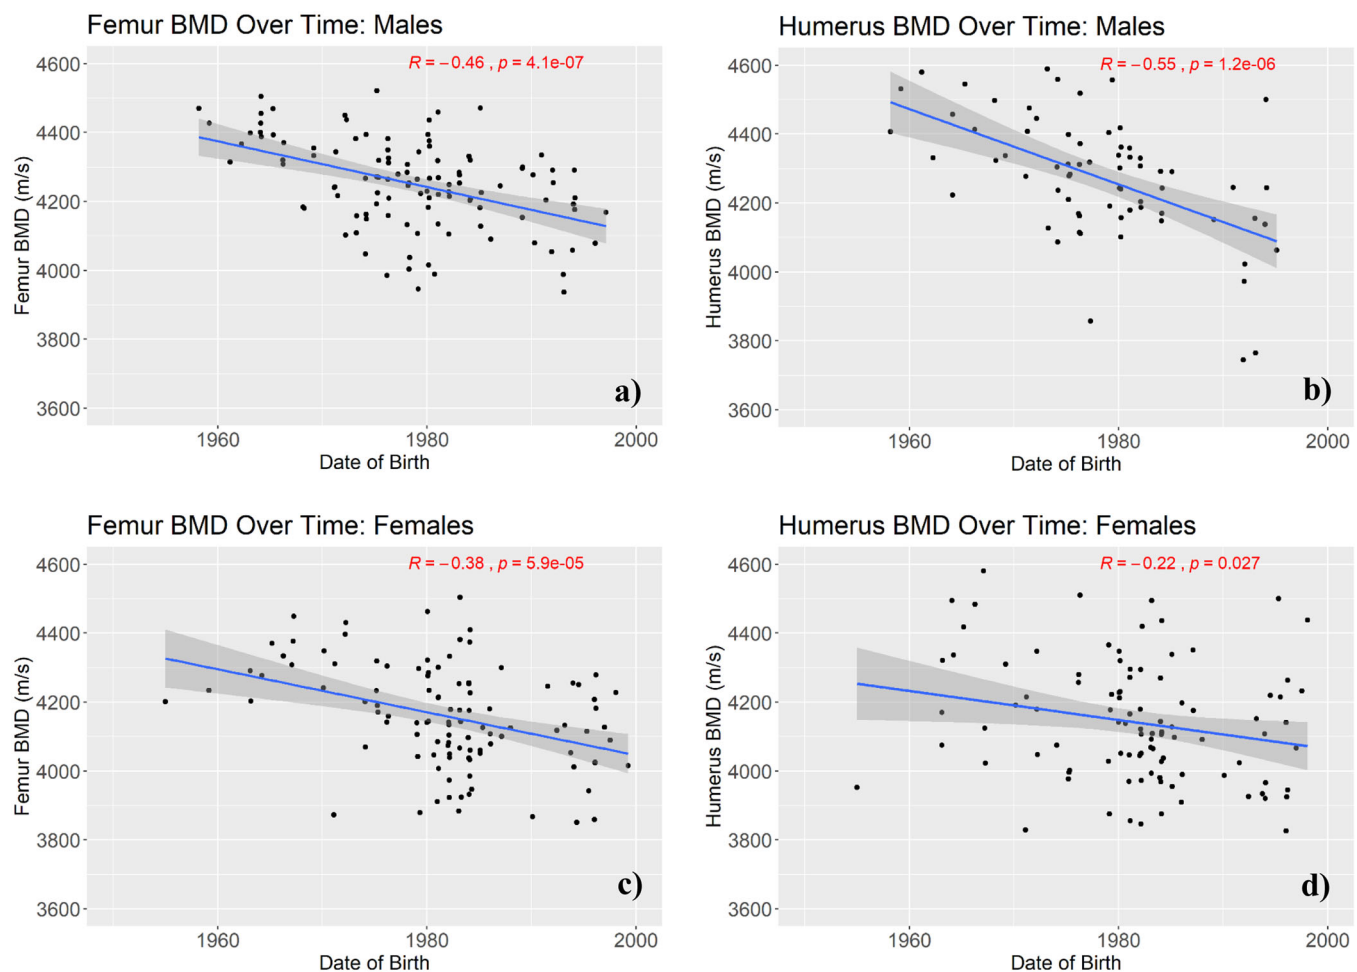 Femur BMD Over Time: Males
R = −0.46 , p = 4.1e-07
Femur BMD (m/s)
4600
4400
4200
4000
3800
3600
a)
1960 1980 2000
Date of Birth
Humerus BMD Over Time: Males
R = −0.55 , p = 1.2e-06
Humerus BMD (m/s)
4600
4400
4200
4000
3800
3600
b)
1960 1980 2000
Date of Birth
Femur BMD Over Time: Females
R = −0.38 , p = 5.9e-05
Femur BMD (m/s)
4600
4400
4200
4000
3800
3600
c)
1960 1980 2000
Date of Birth
Humerus BMD Over Time: Females
R = −0.22 , p = 0.027
Humerus BMD (m/s)
4600
4400
4200
4000
3800
3600
d)
1960 1980 2000
Date of Birth